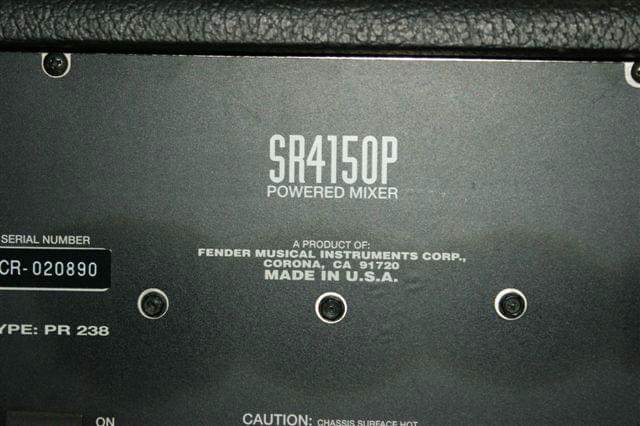 SR4150P
POWERED MIXER
SERIAL NUMBER
CR-020890
A PRODUCT OF:
FENDER MUSICAL INSTRUMENTS CORP.,
CORONA, CA 91720
MADE IN U.S.A.
YPE: PR 238
ON
CAUTION: CHASSIS SURFACE HOT